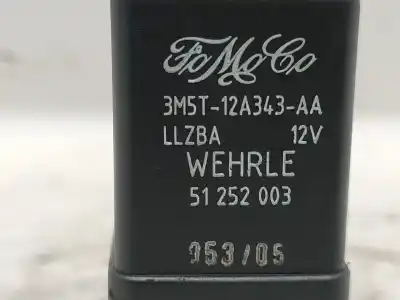 FoMoCo
3M5T-12A343-AA
LLZBA 12V
WEHRLE
51 252 003
053/05